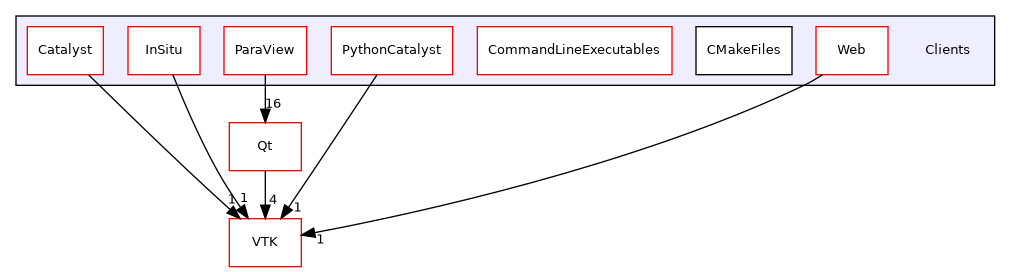 Catalyst
InSitu
ParaView
PythonCatalyst
CommandLineExecutables
CMakeFiles
Web
Clients
16
Qt
1
1
4
1
1
VTK